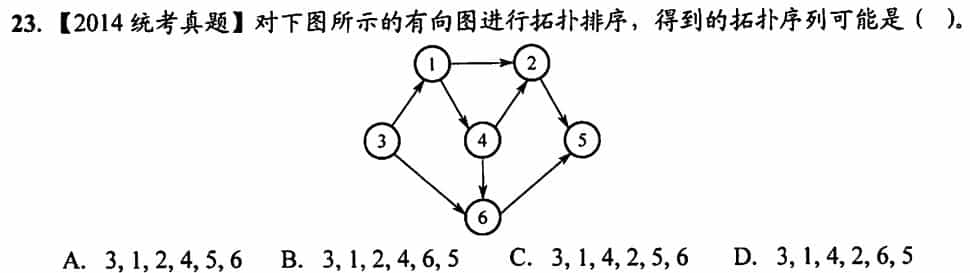 23.【2014 统考真题】对下图所示的有向图进行拓扑排序，得到的拓扑序列可能是（  ）。
1 2
3 4 5
6
A. 3, 1, 2, 4, 5, 6 B. 3, 1, 2, 4, 6, 5 C. 3, 1, 4, 2, 5, 6 D. 3, 1, 4, 2, 6, 5